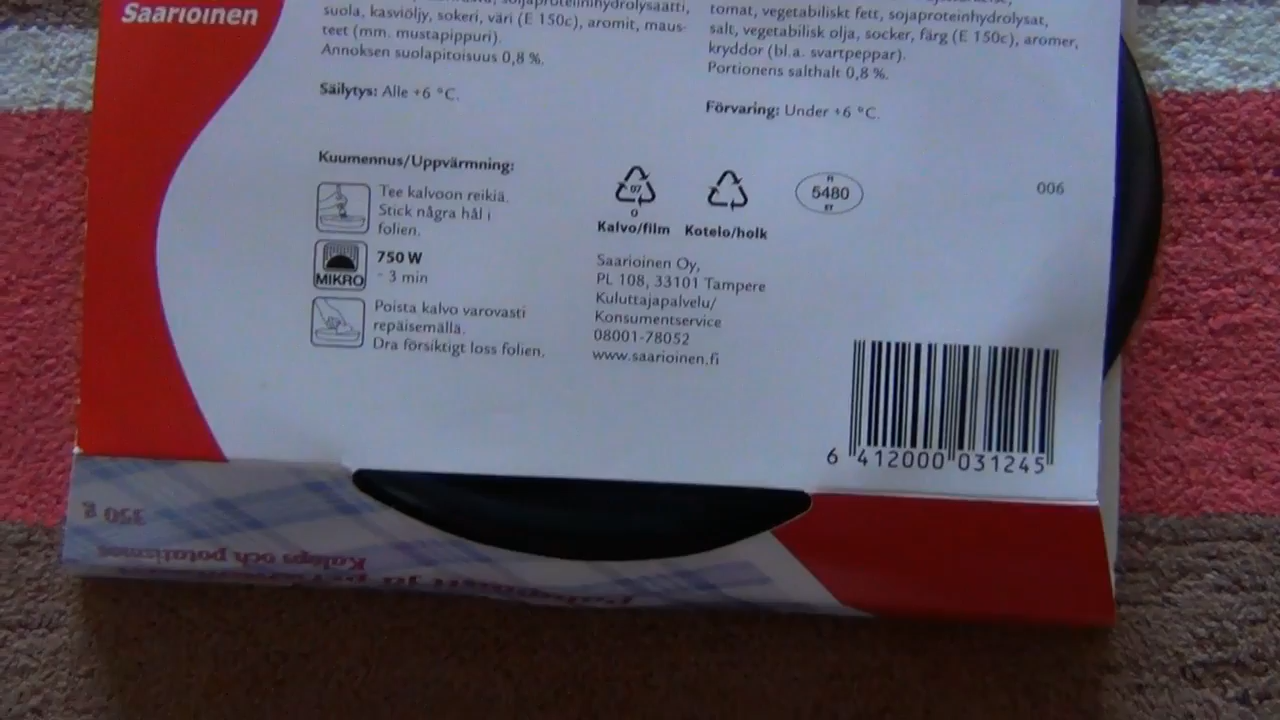 Saarioinen
suola, kasviöljy, sokeri, väri (E 150c), aromit, maus-
teet (mm. mustapippuri).
Annoksen suolapitoisuus 0,8 %.
Säilytys: Alle +6 °C.
tomat, vegetabiliskt fett, sojaproteinhydrolysat,
salt, vegetabilisk olja, socker, färg (E 150c), aromer,
kryddor (bl.a. svartpeppar).
Portionens salthalt 0,8 %.
Förvaring: Under +6 °C.
Kuumennus/Uppvärmning:
Tee kalvoon reikiä.
Stick några hål i
folien.
MIKRO
750 W
~ 3 min
Poista kalvo varovasti
repäisemällä.
Dra försiktigt loss folien.
07
O
Kalvo/film
Kotelo/holk
FI
5480
EY
006
Saarioinen Oy,
PL 108, 33101 Tampere
Kuluttajapalvelu/
Konsumentservice
08001-78052
www.saarioinen.fi
6 412000 031245
350 g
Kalops och potatismos